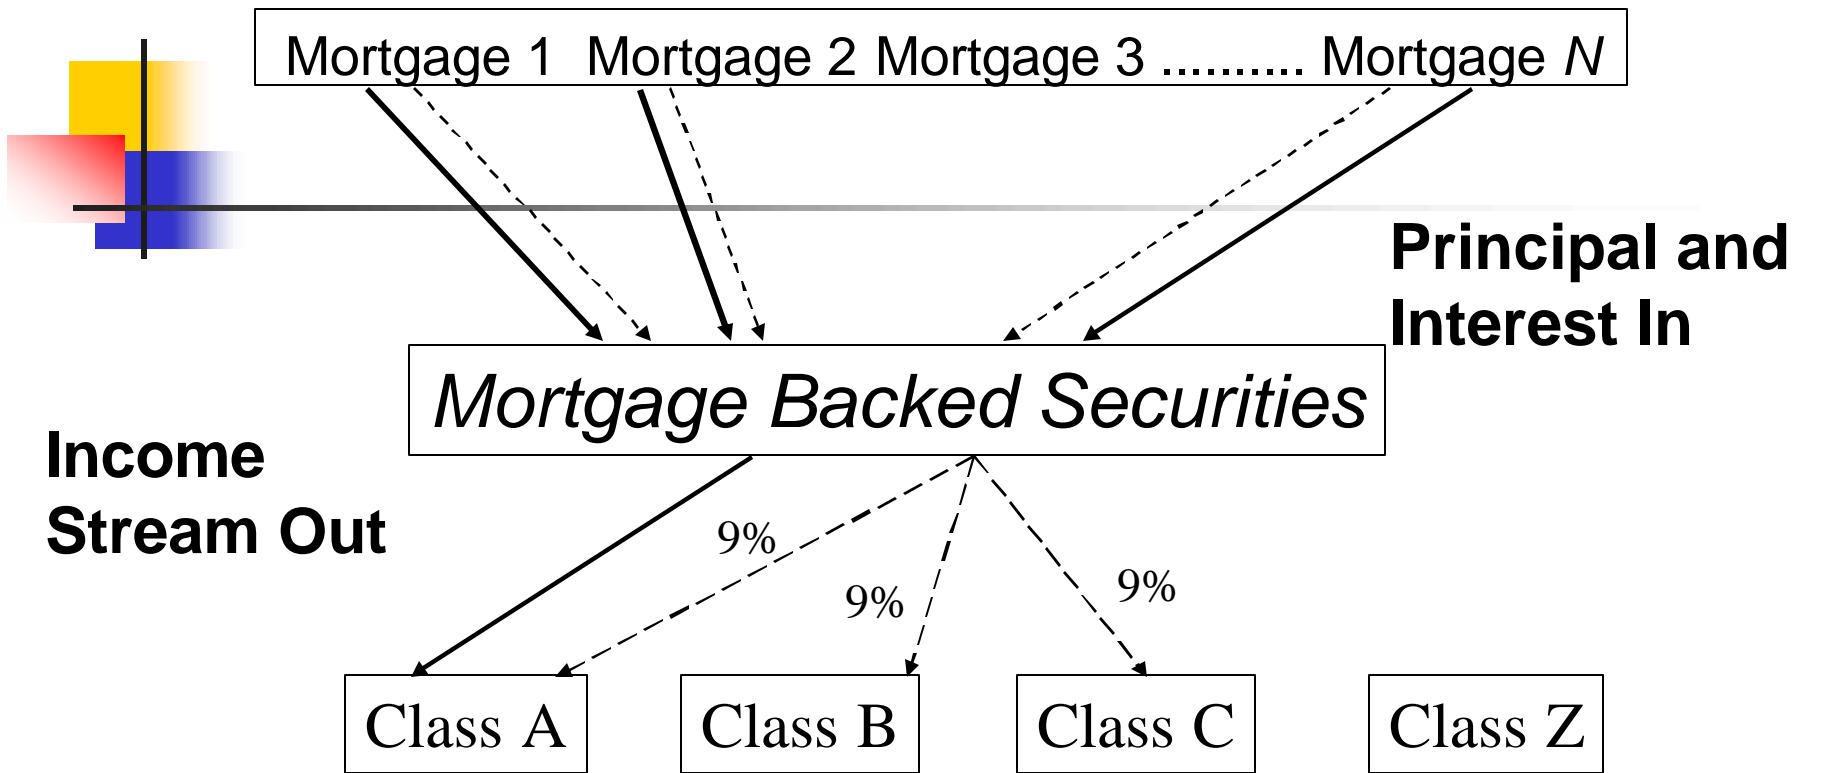 Mortgage 1 Mortgage 2 Mortgage 3 .......... Mortgage N
Principal and
Interest In
Mortgage Backed Securities
Income
Stream Out
9%
9%
9%
Class A
Class B
Class C
Class Z